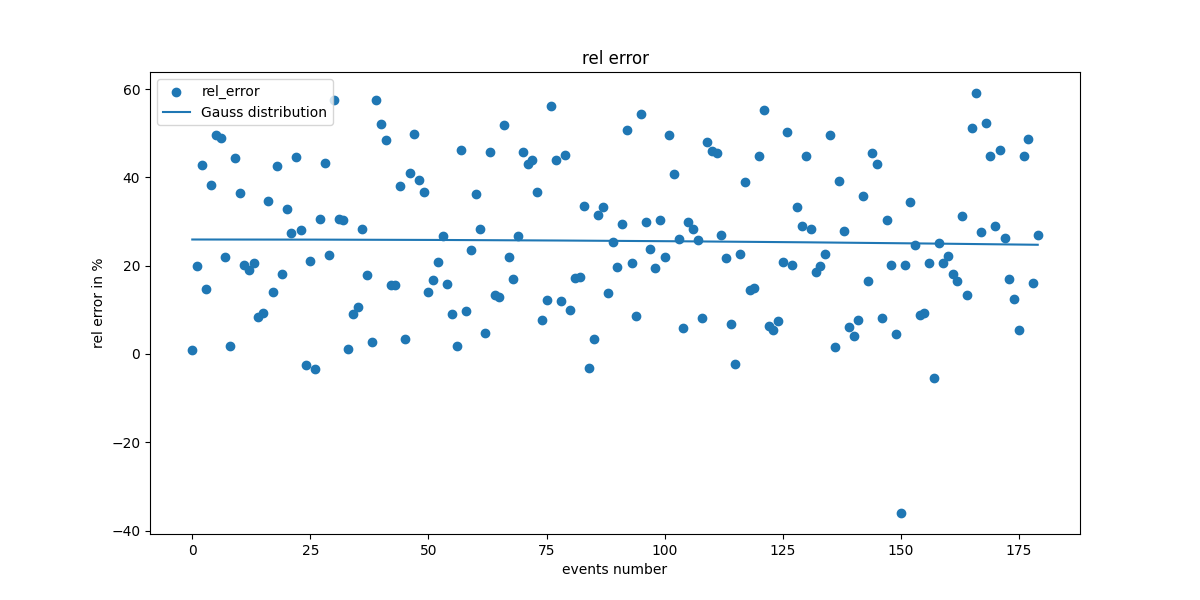 rel error
rel_error
Gauss distribution
rel error in %
60
40
20
0
−20
−40
0 25 50 75 100 125 150 175
events number